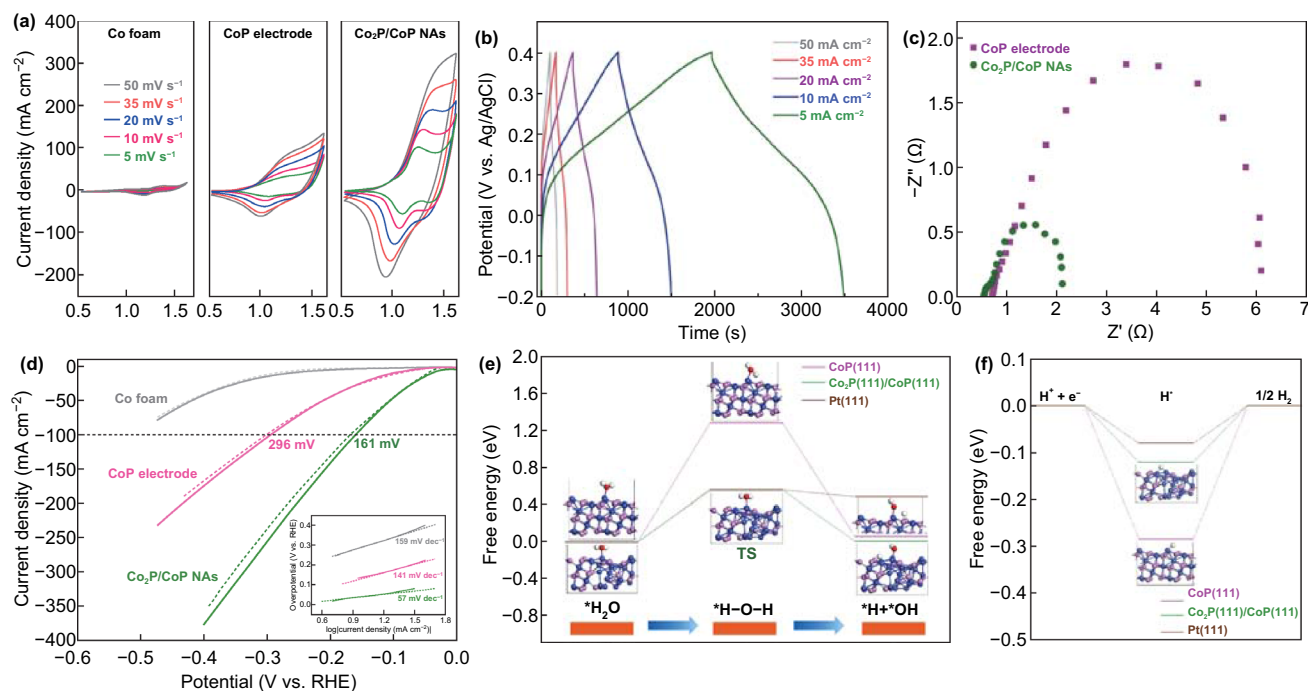 (a)
Co foam
CoP electrode
Co₂P/CoP NAs
50 mV s⁻¹
35 mV s⁻¹
20 mV s⁻¹
10 mV s⁻¹
5 mV s⁻¹
Current density (mA cm⁻²)
400
300
200
100
0
−100
−200
0.5 1.0 1.5
0.5 1.0 1.5
0.5 1.0 1.5
(b)
50 mA cm⁻²
35 mA cm⁻²
20 mA cm⁻²
10 mA cm⁻²
5 mA cm⁻²
Potential (V vs. Ag/AgCl)
0.4
0.3
0.2
0.1
0.0
−0.1
−0.2
0 1000 2000 3000 4000
Time (s)
(c)
CoP electrode
Co₂P/CoP NAs
−Z″ (Ω)
2.0
1.5
1.0
0.5
0.0
0 1 2 3 4 5 6 7
Z′ (Ω)
(d)
Co foam
CoP electrode
Co₂P/CoP NAs
296 mV
161 mV
Current density (mA cm⁻²)
0
−50
−100
−150
−200
−250
−300
−350
−400
−0.6 −0.5 −0.4 −0.3 −0.2 −0.1 0.0
Potential (V vs. RHE)
Overpotential (V vs.RHE)
0.4
0.3
0.2
0.1
0.0
159 mV dec⁻¹
141 mV dec⁻¹
57 mV dec⁻¹
0.6 0.9 1.2 1.5 1.8
log|current density (mA cm⁻²)|
(e)
CoP(111)
Co₂P(111)/CoP(111)
Pt(111)
Free energy (eV)
2.0
1.6
1.2
0.8
0.4
0.0
−0.4
−0.8
TS
*H₂O
*H−O−H
*H+*OH
(f)
H⁺ + e⁻
H*
1/2 H₂
Free energy (eV)
0.1
0.0
−0.1
−0.2
−0.3
−0.4
−0.5
CoP(111)
Co₂P(111)/CoP(111)
Pt(111)